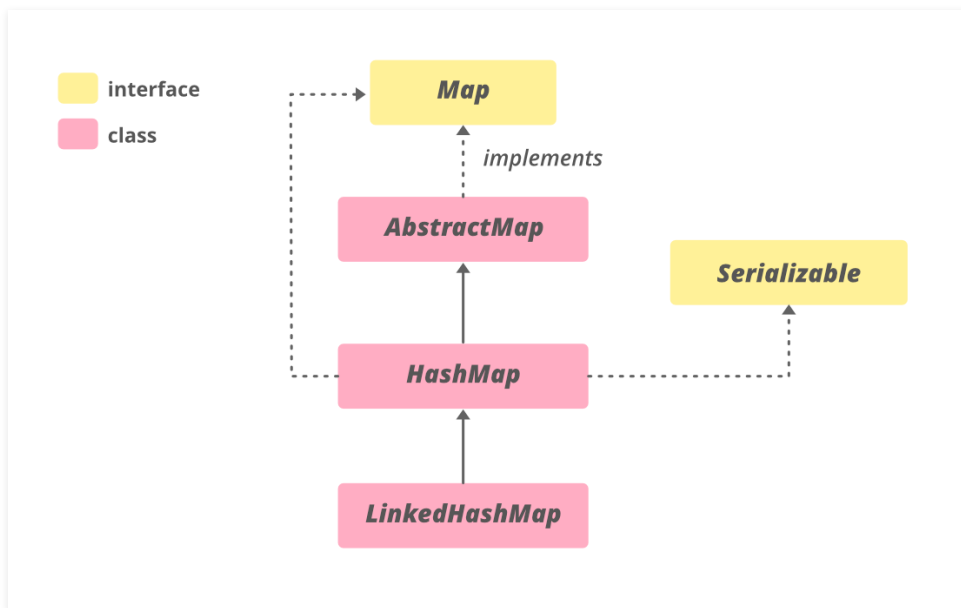 interface
class
Map
implements
AbstractMap
Serializable
HashMap
LinkedHashMap